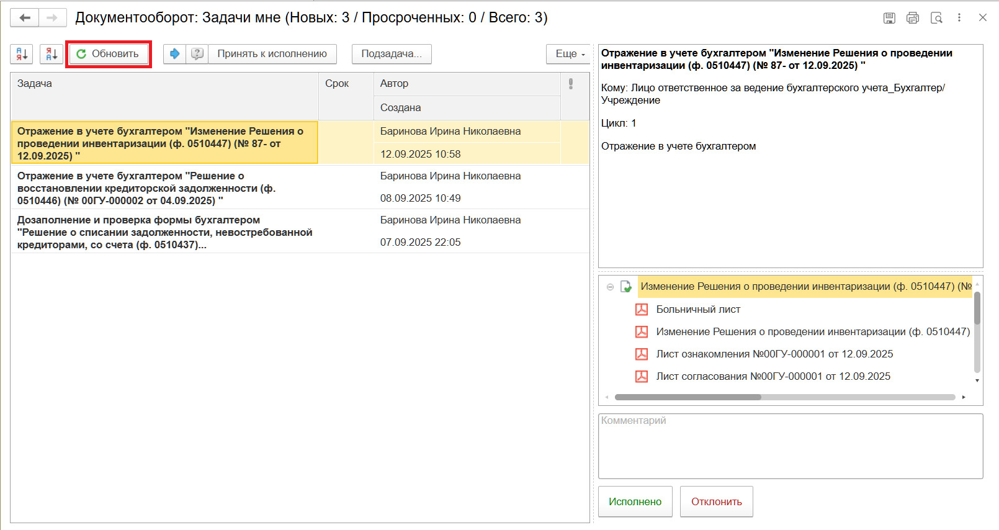 Документооборот: Задачи мне (Новых: 3 / Просроченных: 0 / Всего: 3)
А Я
Я А
Обновить
?
Принять к исполнению
Подзадача...
Еще
Задача
Срок
Автор
Создана
Отражение в учете бухгалтером "Изменение Решения о
проведении инвентаризации (ф. 0510447) (№ 87- от
12.09.2025) "
Баринова Ирина Николаевна
12.09.2025 10:58
Отражение в учете бухгалтером "Решение о
восстановлении кредиторской задолженности (ф.
0510446) (№ 00ГУ-000002 от 04.09.2025) "
Баринова Ирина Николаевна
08.09.2025 10:49
Дозаполнение и проверка формы бухгалтером
"Решение о списании задолженности, невостребованной
кредиторами, со счета (ф. 0510437)...
Баринова Ирина Николаевна
07.09.2025 22:05
Отражение в учете бухгалтером "Изменение Решения о проведении
инвентаризации (ф. 0510447) (№ 87- от 12.09.2025) "
Кому: Лицо ответственное за ведение бухгалтерского учета_Бухгалтер/
Учреждение
Цикл: 1
Отражение в учете бухгалтером
Изменение Решения о проведении инвентаризации (ф. 0510447) (№
Больничный лист
Изменение Решения о проведении инвентаризации (ф. 0510447)
Лист ознакомления №00ГУ-000001 от 12.09.2025
Лист согласования №00ГУ-000001 от 12.09.2025
Комментарий
Исполнено
Отклонить